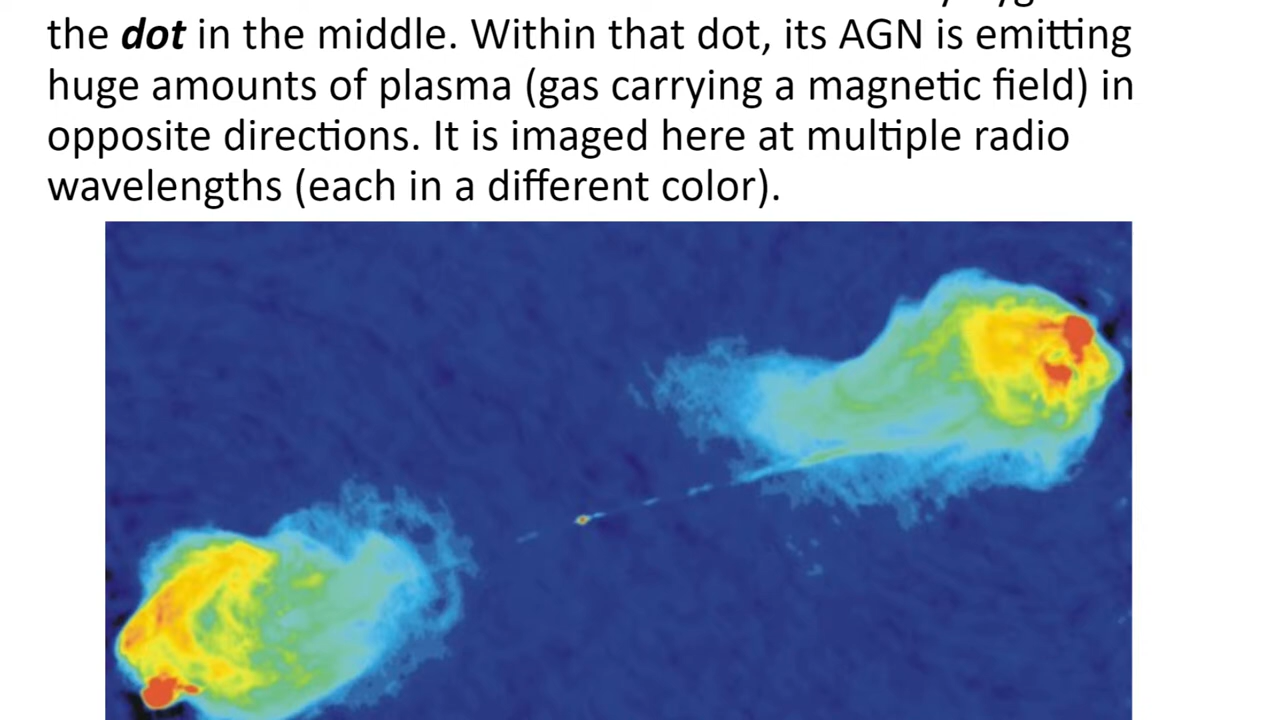 the dot in the middle. Within that dot, its AGN is emitting
huge amounts of plasma (gas carrying a magnetic field) in
opposite directions. It is imaged here at multiple radio
wavelengths (each in a different color).